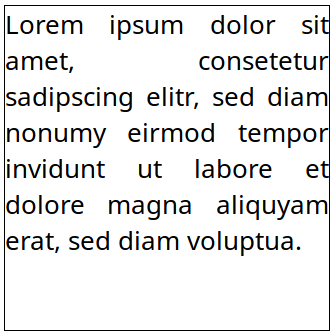 Lorem ipsum dolor sit
amet, consetetur
sadipscing elitr, sed diam
nonumy eirmod tempor
invidunt ut labore et
dolore magna aliquyam
erat, sed diam voluptua.